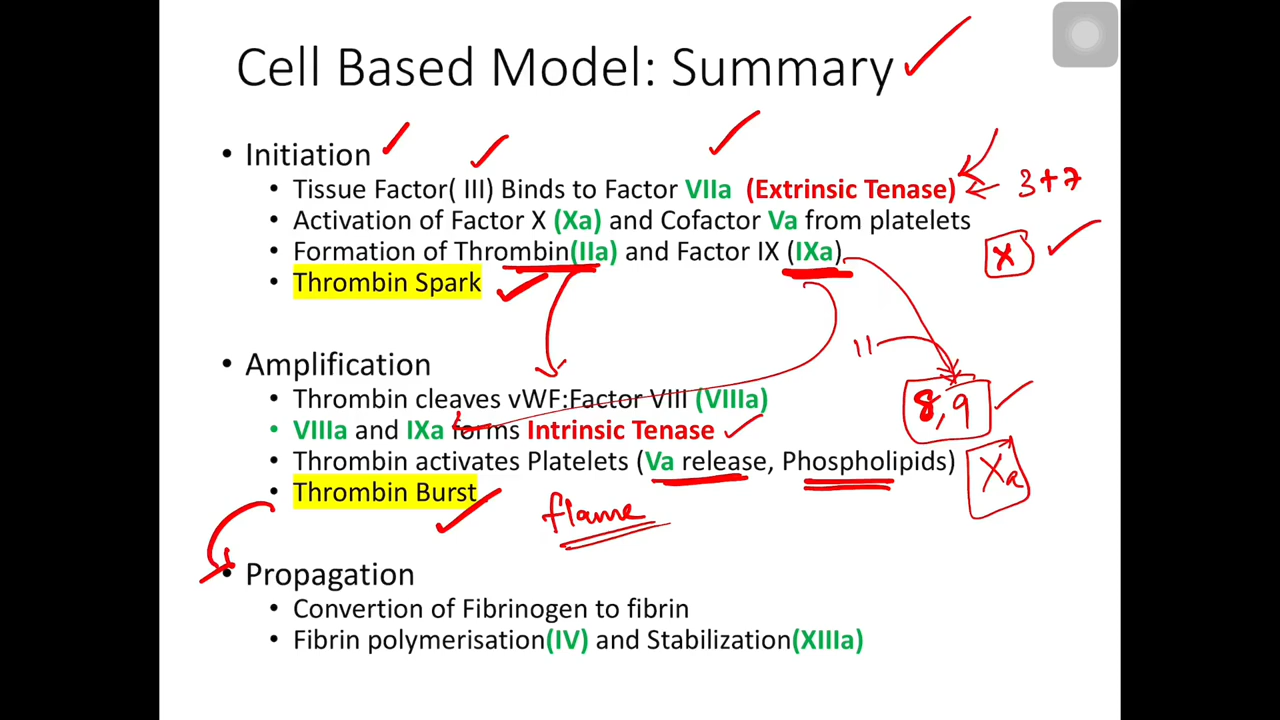 Cell Based Model: Summary
• Initiation
• Tissue Factor( III) Binds to Factor VIIa (Extrinsic Tenase)
3+7
• Activation of Factor X (Xa) and Cofactor Va from platelets
• Formation of Thrombin(IIa) and Factor IX (IXa)
X
• Thrombin Spark
11
• Amplification
• Thrombin cleaves vWF:Factor VIII (VIIIa)
8,9
• VIIIa and IXa forms Intrinsic Tenase
• Thrombin activates Platelets (Va release, Phospholipids)
Xa
• Thrombin Burst
flame
• Propagation
• Convertion of Fibrinogen to fibrin
• Fibrin polymerisation(IV) and Stabilization(XIIIa)